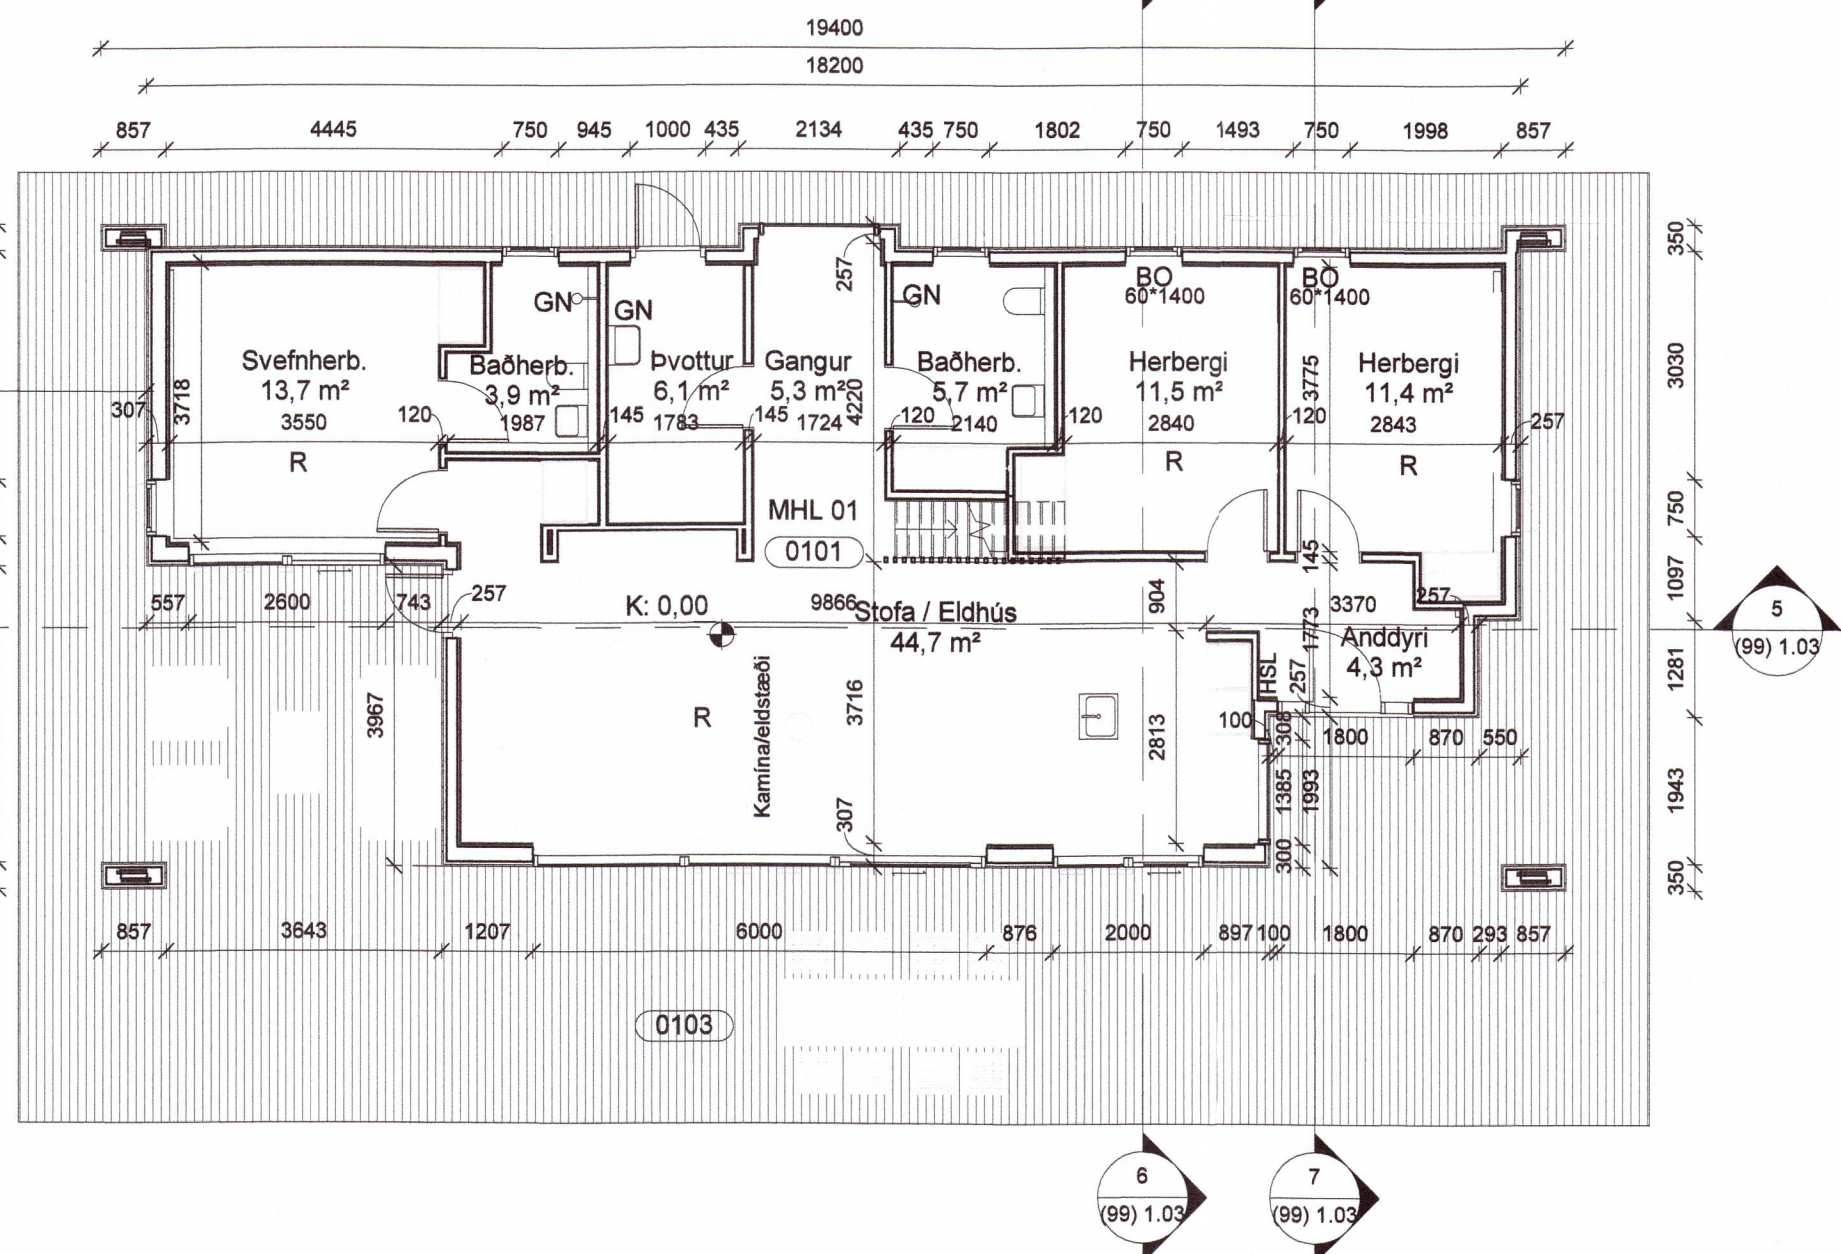 19400
18200
857 4445 750 945 1000 435 2134 435 750 1802 750 1493 750 1998 857
350
257
BO
60*1400
BO
60*1400
GN
GN
GN
Svefnherb.
13,7 m²
Baðherb.
3,9 m²
Þvottur
6,1 m²
Gangur
5,3 m²
Baðherb.
5,7 m²
Herbergi
11,5 m²
Herbergi
11,4 m²
3030
3718
4220
3775
307 3550 120 1987 145 1783 145 1724 120 2140 120 2840 120 2843 257
R
R
R
MHL 01
0101
750
145
1097
557 2600 743 257
K: 0,00
9866
Stofa / Eldhús
44,7 m²
904
3370
257
1773
Anddyri
4,3 m²
HSL
257
5
(99) 1.03
1281
3967
R
Kamína/eldstæði
3716
2813
100
308
1800 870 550
1385
1993
1943
307
300
350
857 3643 1207 6000 876 2000 897 100 1800 870 293 857
0103
6
(99) 1.03
7
(99) 1.03